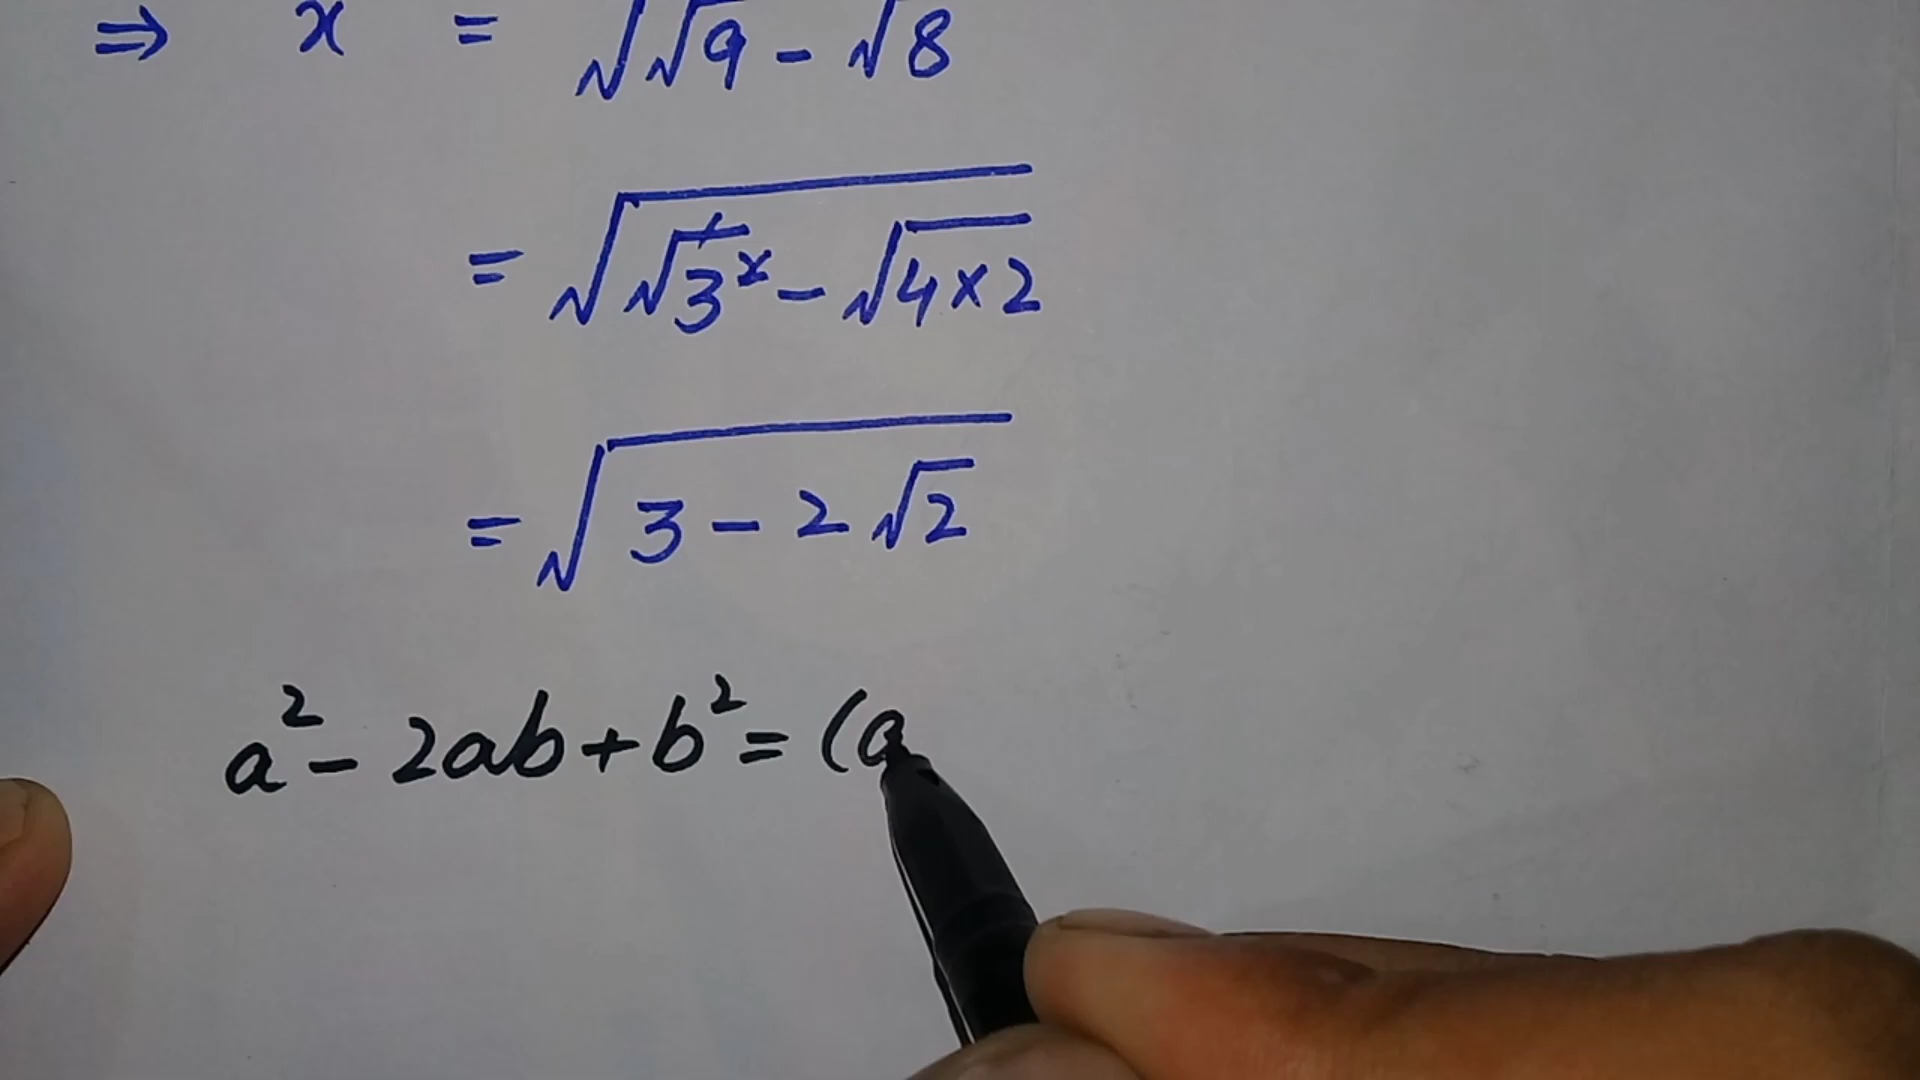 ⇒ x = √√9 - √8
= √√3² - √4×2
= √3 - 2√2
a² - 2ab + b² = (a